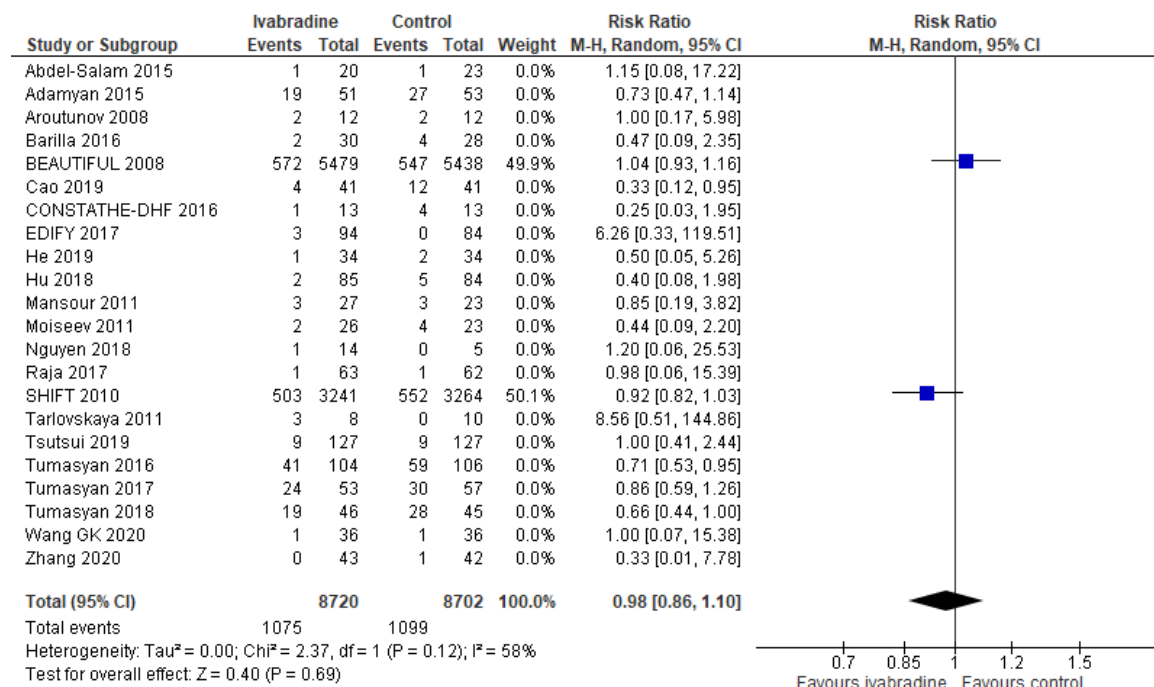 Ivabradine Control Risk Ratio Risk Ratio
Study or Subgroup Events Total Events Total Weight M-H, Random, 95% CI M-H, Random, 95% CI
Abdel-Salam 2015 1 20 1 23 0.0% 1.15 [0.08, 17.22]
Adamyan 2015 19 51 27 53 0.0% 0.73 [0.47, 1.14]
Aroutunov 2008 2 12 2 12 0.0% 1.00 [0.17, 5.98]
Barilla 2016 2 30 4 28 0.0% 0.47 [0.09, 2.35]
BEAUTIFUL 2008 572 5479 547 5438 49.9% 1.04 [0.93, 1.16]
Cao 2019 4 41 12 41 0.0% 0.33 [0.12, 0.95]
CONSTATHE-DHF 2016 1 13 4 13 0.0% 0.25 [0.03, 1.95]
EDIFY 2017 3 94 0 84 0.0% 6.26 [0.33, 119.51]
He 2019 1 34 2 34 0.0% 0.50 [0.05, 5.26]
Hu 2018 2 85 5 84 0.0% 0.40 [0.08, 1.98]
Mansour 2011 3 27 3 23 0.0% 0.85 [0.19, 3.82]
Moiseev 2011 2 26 4 23 0.0% 0.44 [0.09, 2.20]
Nguyen 2018 1 14 0 5 0.0% 1.20 [0.06, 25.53]
Raja 2017 1 63 1 62 0.0% 0.98 [0.06, 15.39]
SHIFT 2010 503 3241 552 3264 50.1% 0.92 [0.82, 1.03]
Tarlovskaya 2011 3 8 0 10 0.0% 8.56 [0.51, 144.86]
Tsutsui 2019 9 127 9 127 0.0% 1.00 [0.41, 2.44]
Tumasyan 2016 41 104 59 106 0.0% 0.71 [0.53, 0.95]
Tumasyan 2017 24 53 30 57 0.0% 0.86 [0.59, 1.26]
Tumasyan 2018 19 46 28 45 0.0% 0.66 [0.44, 1.00]
Wang GK 2020 1 36 1 36 0.0% 1.00 [0.07, 15.38]
Zhang 2020 0 43 1 42 0.0% 0.33 [0.01, 7.78]
Total (95% CI) 8720 8702 100.0% 0.98 [0.86, 1.10]
Total events 1075 1099
Heterogeneity: Tau² = 0.00; Chi² = 2.37, df = 1 (P = 0.12); I² = 58%
Test for overall effect: Z = 0.40 (P = 0.69)
0.7 0.85 1 1.2 1.5
Favours ivabradine Favours control